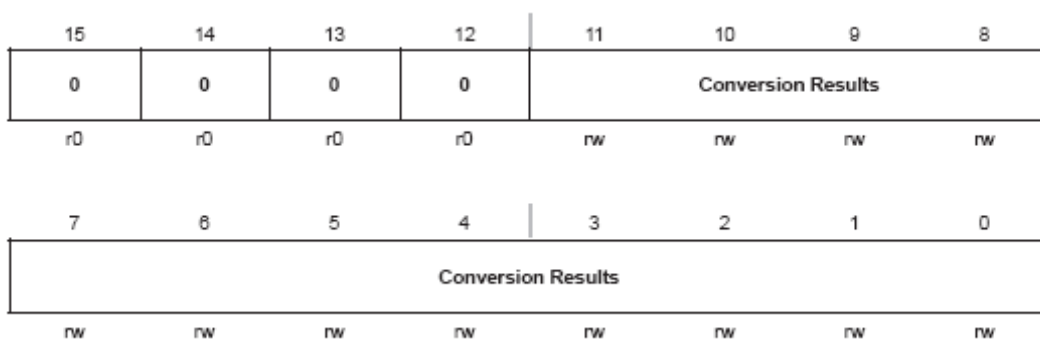 15 14 13 12 11 10 9 8
0 0 0 0 Conversion Results
r0 r0 r0 r0 rw rw rw rw
7 6 5 4 3 2 1 0
Conversion Results
rw rw rw rw rw rw rw rw